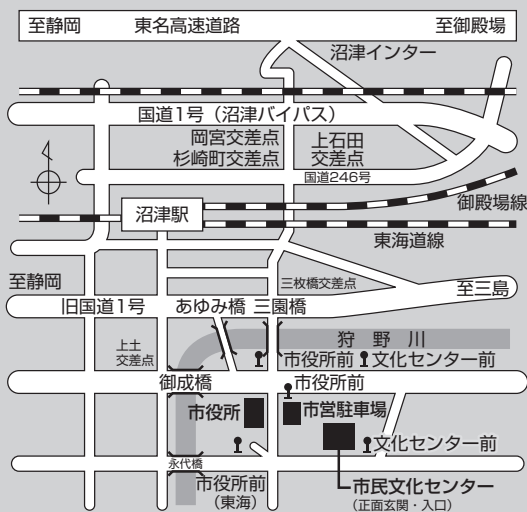 至静岡 東名高速道路 至御殿場
沼津インター
国道1号（沼津バイパス）
岡宮交差点
杉崎町交差点
上石田
交差点
国道246号
御殿場線
沼津駅
東海道線
至静岡
三枚橋交差点
至三島
旧国道1号 あゆみ橋 三園橋
狩野川
上土
交差点
市役所前 文化センター前
御成橋
市役所前
市役所
市営駐車場
文化センター前
永代橋
市役所前
（東海）
市民文化センター
（正面玄関・入口）